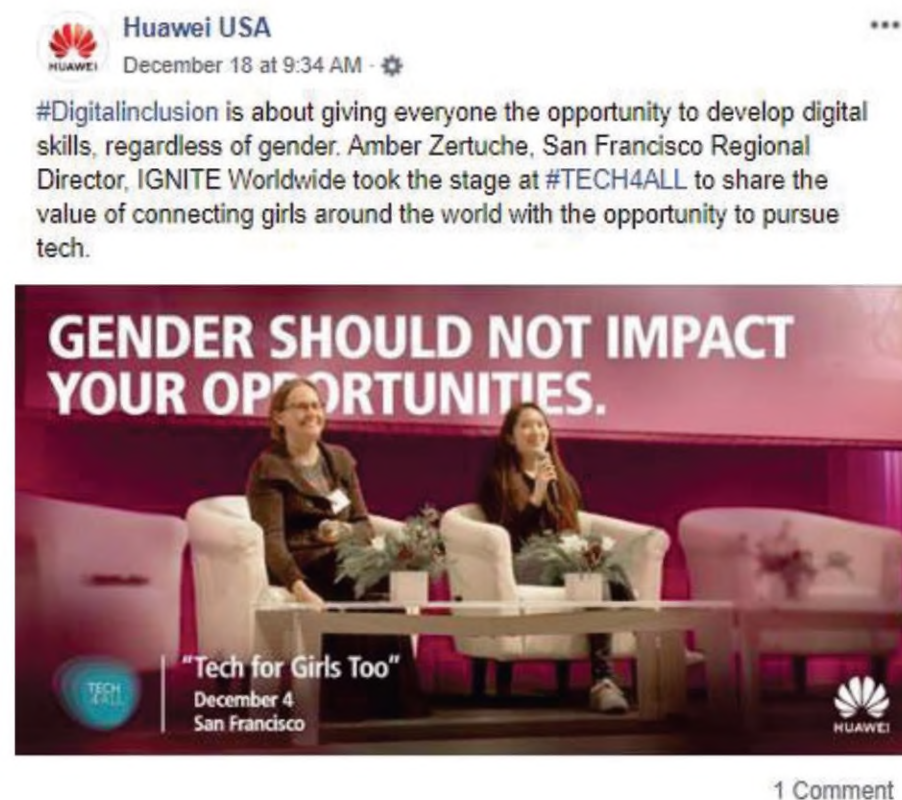 Huawei USA
HUAWEI
December 18 at 9:34 AM ·
#Digitalinclusion is about giving everyone the opportunity to develop digital
skills, regardless of gender. Amber Zertuche, San Francisco Regional
Director, IGNITE Worldwide took the stage at #TECH4ALL to share the
value of connecting girls around the world with the opportunity to pursue
tech.
GENDER SHOULD NOT IMPACT
YOUR OPPORTUNITIES.
"Tech for Girls Too"
TECH
4ALL
December 4
San Francisco
HUAWEI
1 Comment